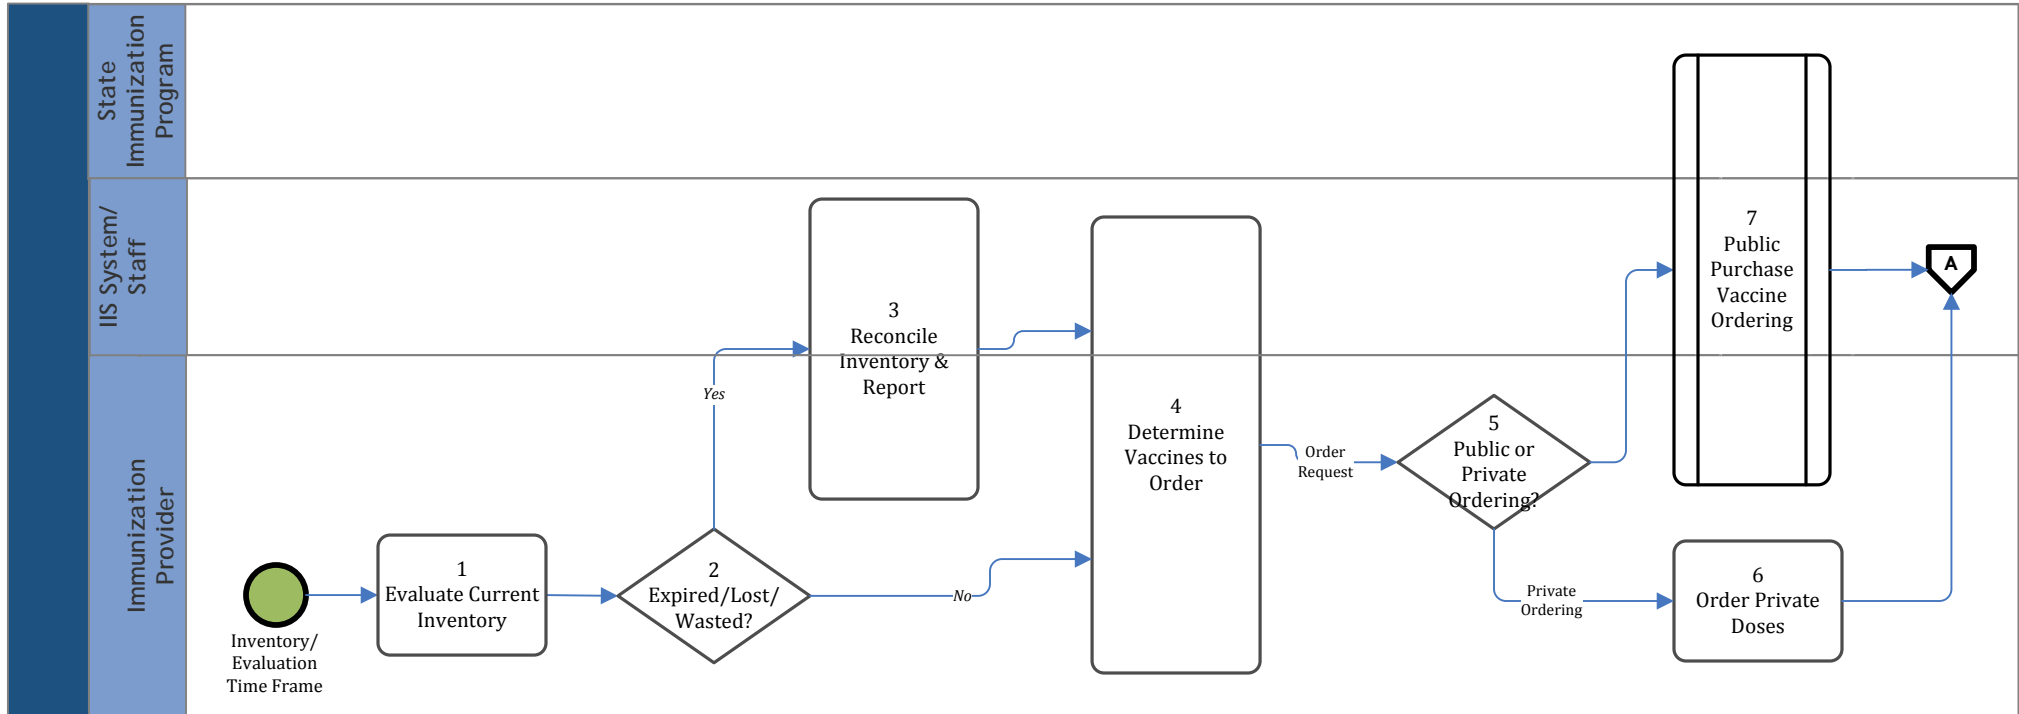 State
Immunization
Program
IIS System/
Staff
Immunization
Provider
Inventory/
Evaluation
Time Frame
1
Evaluate Current
Inventory
2
Expired/Lost/
Wasted?
Yes
No
3
Reconcile
Inventory &
Report
4
Determine
Vaccines to
Order
Order
Request
5
Public or
Private
Ordering?
Private
Ordering
6
Order Private
Doses
7
Public
Purchase
Vaccine
Ordering
A